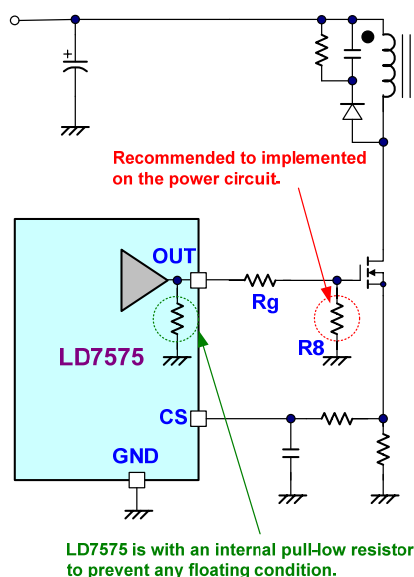 +
Recommended to implemented
on the power circuit.
OUT
Rg
R8
LD7575
CS
GND
LD7575 is with an internal pull-low resistor
to prevent any floating condition.